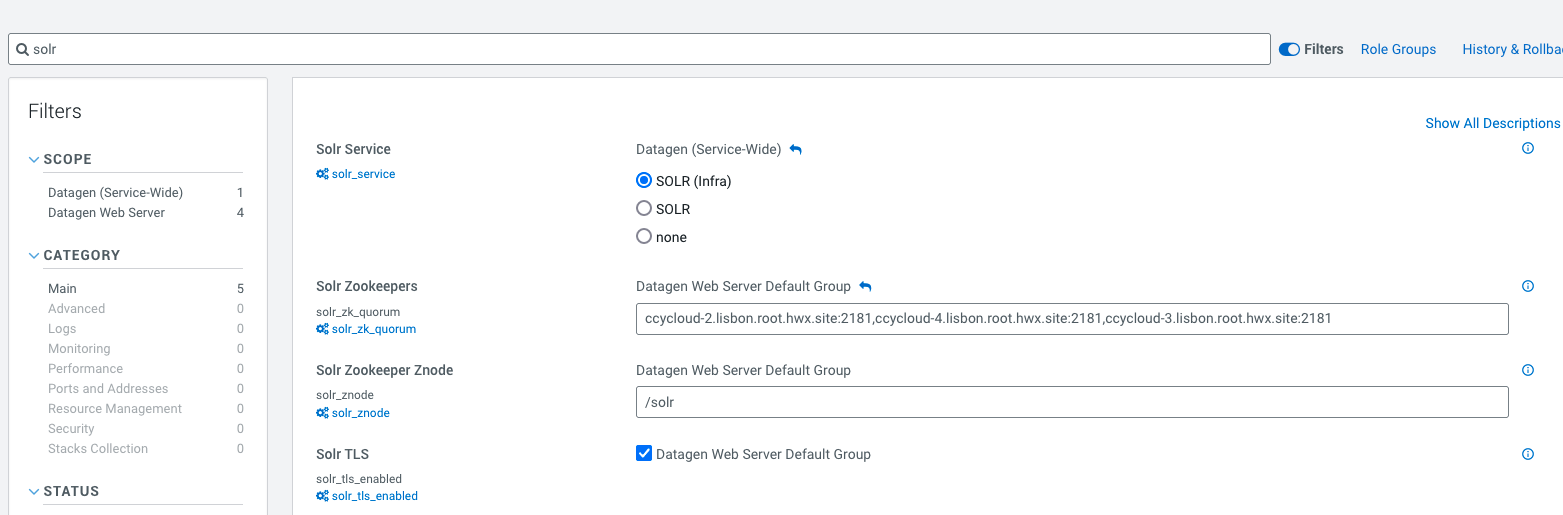 solr
Filters
Role Groups
History & Rollba
Filters
SCOPE
Datagen (Service-Wide) 1
Datagen Web Server 4
CATEGORY
Main 5
Advanced 0
Logs 0
Monitoring 0
Performance 0
Ports and Addresses 0
Resource Management 0
Security 0
Stacks Collection 0
STATUS
Show All Descriptions
Solr Service
solr_service
Datagen (Service-Wide)
SOLR (Infra)
SOLR
none
Solr Zookeepers
solr_zk_quorum
solr_zk_quorum
Datagen Web Server Default Group
ccycloud-2.lisbon.root.hwx.site:2181,ccycloud-4.lisbon.root.hwx.site:2181,ccycloud-3.lisbon.root.hwx.site:2181
Solr Zookeeper Znode
solr_znode
solr_znode
Datagen Web Server Default Group
/solr
Solr TLS
solr_tls_enabled
solr_tls_enabled
Datagen Web Server Default Group